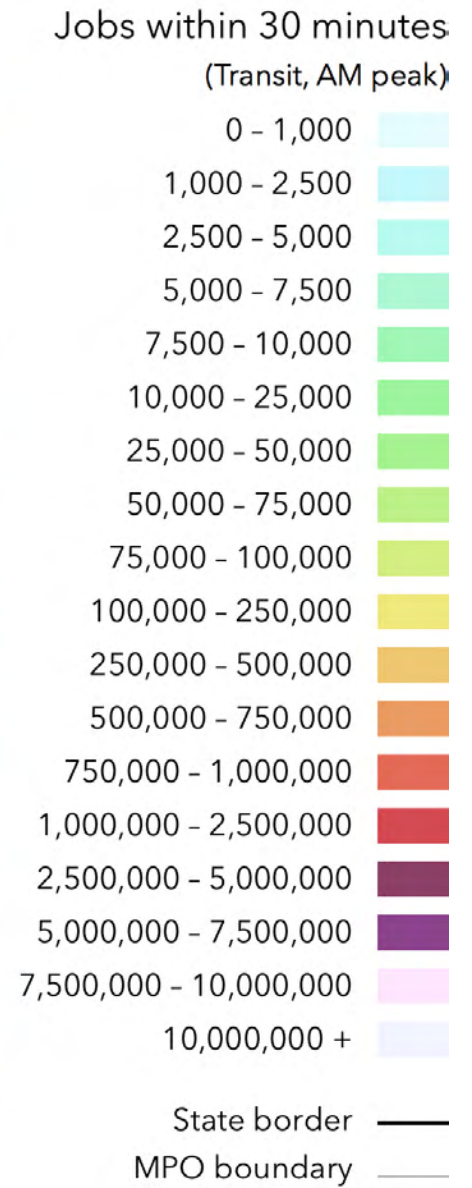 Jobs within 30 minutes
(Transit, AM peak)
0 – 1,000
1,000 – 2,500
2,500 – 5,000
5,000 – 7,500
7,500 – 10,000
10,000 – 25,000
25,000 – 50,000
50,000 – 75,000
75,000 – 100,000
100,000 – 250,000
250,000 – 500,000
500,000 – 750,000
750,000 – 1,000,000
1,000,000 – 2,500,000
2,500,000 – 5,000,000
5,000,000 – 7,500,000
7,500,000 – 10,000,000
10,000,000 +
State border
MPO boundary